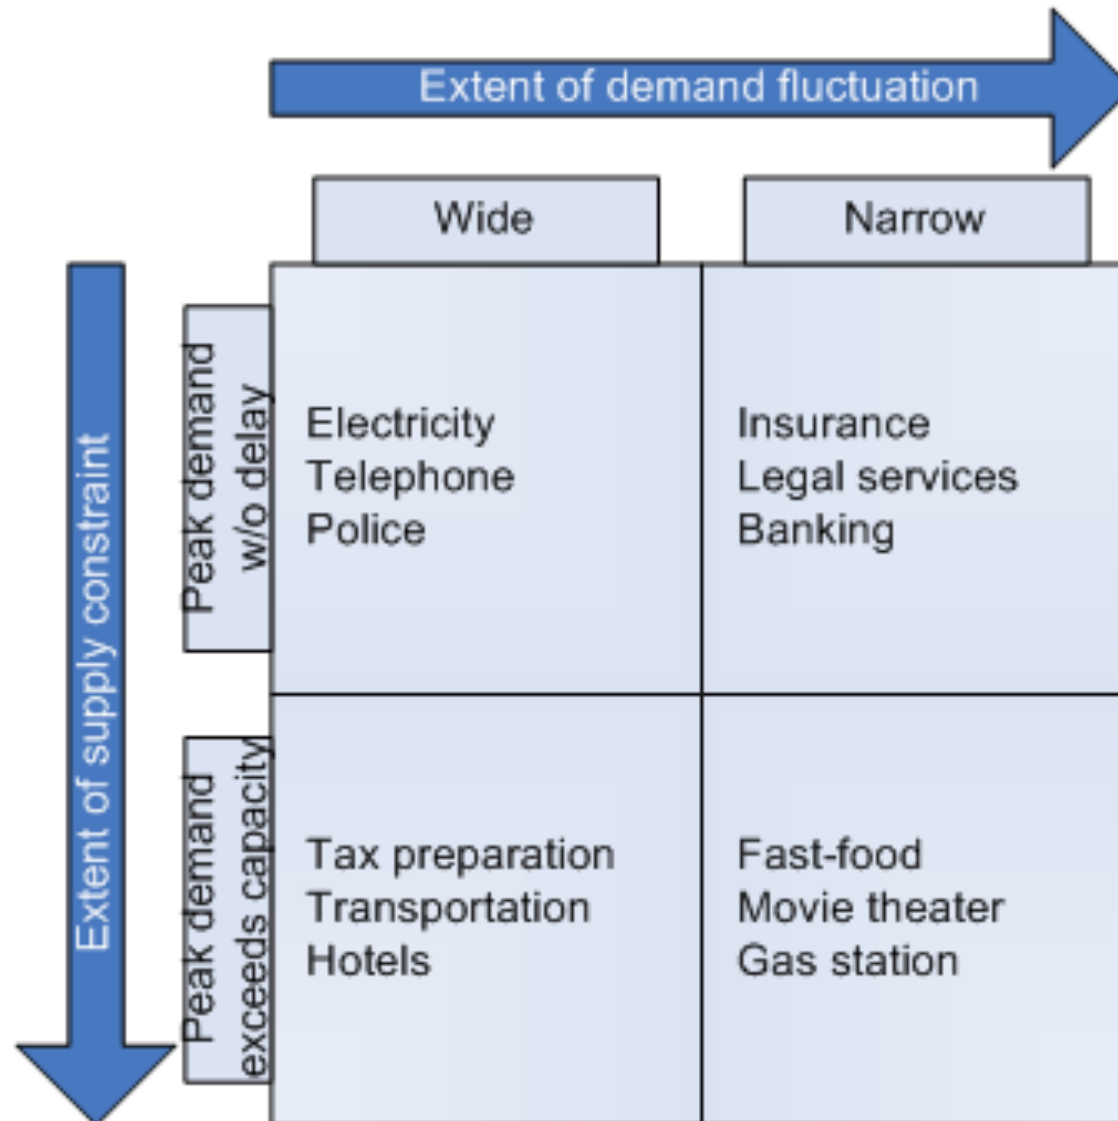 Extent of demand fluctuation
Wide
Narrow
Extent of supply constraint
Peak demand
w/o delay
Electricity
Telephone
Police
Insurance
Legal services
Banking
Peak demand
exceeds capacity
Tax preparation
Transportation
Hotels
Fast-food
Movie theater
Gas station